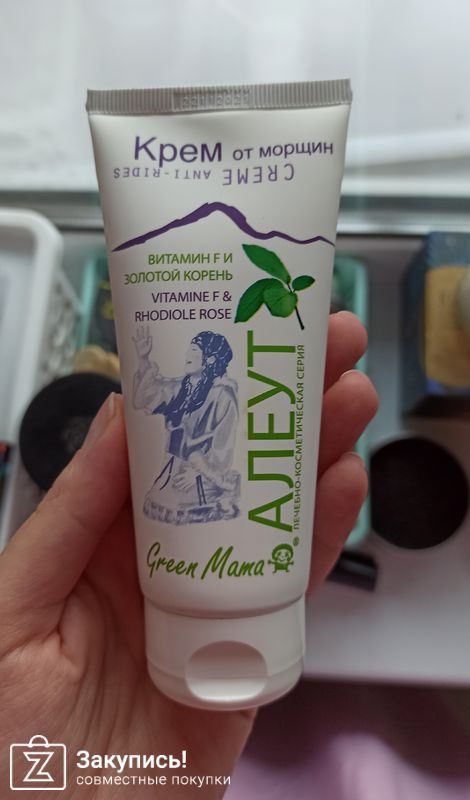 22112021
Крем от морщин
CREME ANTI-RIDES
ВИТАМИН F И
ЗОЛОТОЙ КОРЕНЬ
VITAMINE F &
RHODIOLE ROSE
АЛЕУТ
ЛЕЧЕБНО-КОСМЕТИЧЕСКАЯ СЕРИЯ
Green Mama ®
Закупись!
совместные покупки